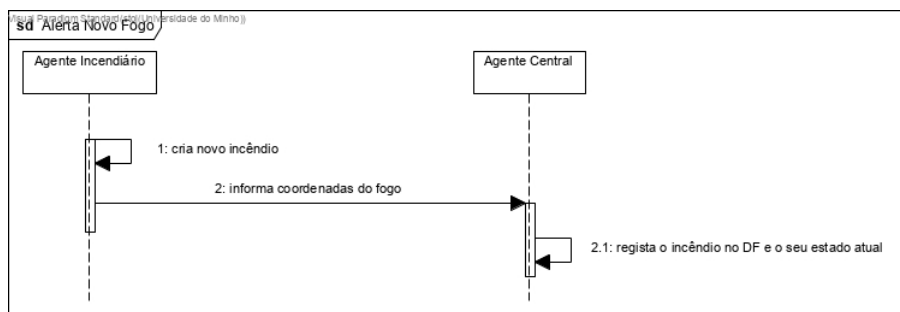 Visual Paradigm Standard(stol(Universidade do Minho))
sd Alerta Novo Fogo
Agente Incendiário
Agente Central
1: cria novo incêndio
2: informa coordenadas do fogo
2.1: regista o incêndio no DF e o seu estado atual